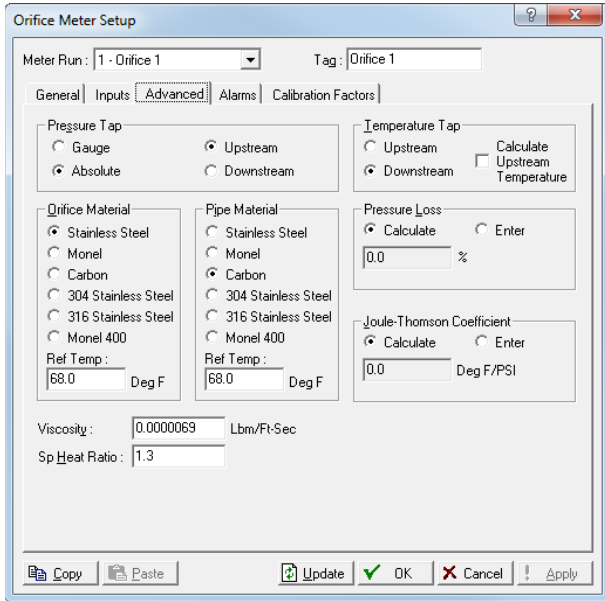 Orifice Meter Setup
Meter Run : 1 - Orifice 1 Tag : Orifice 1
General Inputs Advanced Alarms Calibration Factors
Pressure Tap
Gauge Upstream
Absolute Downstream
Temperature Tap
Upstream
Downstream
Calculate
Upstream
Temperature
Orifice Material
Stainless Steel
Monel
Carbon
304 Stainless Steel
316 Stainless Steel
Monel 400
Ref Temp :
68.0 Deg F
Pipe Material
Stainless Steel
Monel
Carbon
304 Stainless Steel
316 Stainless Steel
Monel 400
Ref Temp :
68.0 Deg F
Pressure Loss
Calculate Enter
0.0 %
Joule-Thomson Coefficient
Calculate Enter
0.0 Deg F/PSI
Viscosity : 0.0000069 Lbm/Ft-Sec
Sp Heat Ratio : 1.3
Copy Paste Update OK Cancel ! Apply